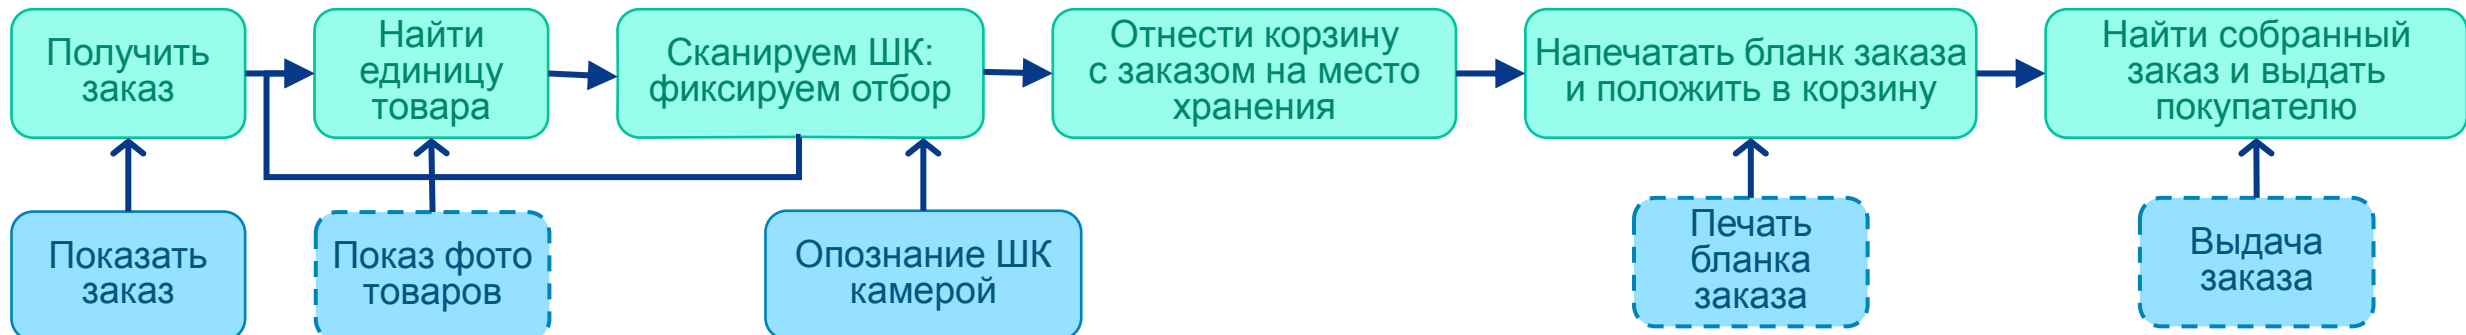 Получить
заказ
Найти
единицу
товара
Сканируем ШК:
фиксируем отбор
Отнести корзину
с заказом на место
хранения
Напечатать бланк заказа
и положить в корзину
Найти собранный
заказ и выдать
покупателю
Показать
заказ
Показ фото
товаров
Опознание ШК
камерой
Печать
бланка
заказа
Выдача
заказа